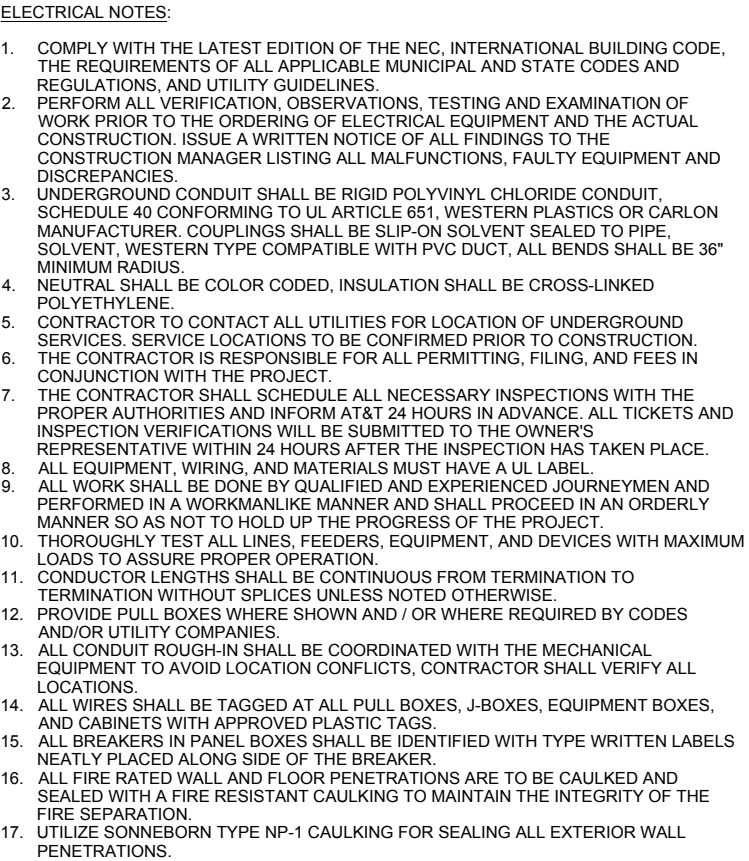 ELECTRICAL NOTES:
1. COMPLY WITH THE LATEST EDITION OF THE NEC, INTERNATIONAL BUILDING CODE,
THE REQUIREMENTS OF ALL APPLICABLE MUNICIPAL AND STATE CODES AND
REGULATIONS, AND UTILITY GUIDELINES.
2. PERFORM ALL VERIFICATION, OBSERVATIONS, TESTING AND EXAMINATION OF
WORK PRIOR TO THE ORDERING OF ELECTRICAL EQUIPMENT AND THE ACTUAL
CONSTRUCTION. ISSUE A WRITTEN NOTICE OF ALL FINDINGS TO THE
CONSTRUCTION MANAGER LISTING ALL MALFUNCTIONS, FAULTY EQUIPMENT AND
DISCREPANCIES.
3. UNDERGROUND CONDUIT SHALL BE RIGID POLYVINYL CHLORIDE CONDUIT,
SCHEDULE 40 CONFORMING TO UL ARTICLE 651, WESTERN PLASTICS OR CARLON
MANUFACTURER. COUPLINGS SHALL BE SLIP-ON SOLVENT SEALED TO PIPE,
SOLVENT, WESTERN TYPE COMPATIBLE WITH PVC DUCT, ALL BENDS SHALL BE 36"
MINIMUM RADIUS.
4. NEUTRAL SHALL BE COLOR CODED, INSULATION SHALL BE CROSS-LINKED
POLYETHYLENE.
5. CONTRACTOR TO CONTACT ALL UTILITIES FOR LOCATION OF UNDERGROUND
SERVICES. SERVICE LOCATIONS TO BE CONFIRMED PRIOR TO CONSTRUCTION.
6. THE CONTRACTOR IS RESPONSIBLE FOR ALL PERMITTING, FILING, AND FEES IN
CONJUNCTION WITH THE PROJECT.
7. THE CONTRACTOR SHALL SCHEDULE ALL NECESSARY INSPECTIONS WITH THE
PROPER AUTHORITIES AND INFORM AT&T 24 HOURS IN ADVANCE. ALL TICKETS AND
INSPECTION VERIFICATIONS WILL BE SUBMITTED TO THE OWNER'S
REPRESENTATIVE WITHIN 24 HOURS AFTER THE INSPECTION HAS TAKEN PLACE.
8. ALL EQUIPMENT, WIRING, AND MATERIALS MUST HAVE A UL LABEL.
9. ALL WORK SHALL BE DONE BY QUALIFIED AND EXPERIENCED JOURNEYMEN AND
PERFORMED IN A WORKMANLIKE MANNER AND SHALL PROCEED IN AN ORDERLY
MANNER SO AS NOT TO HOLD UP THE PROGRESS OF THE PROJECT.
10. THOROUGHLY TEST ALL LINES, FEEDERS, EQUIPMENT, AND DEVICES WITH MAXIMUM
LOADS TO ASSURE PROPER OPERATION.
11. CONDUCTOR LENGTHS SHALL BE CONTINUOUS FROM TERMINATION TO
TERMINATION WITHOUT SPLICES UNLESS NOTED OTHERWISE.
12. PROVIDE PULL BOXES WHERE SHOWN AND / OR WHERE REQUIRED BY CODES
AND/OR UTILITY COMPANIES.
13. ALL CONDUIT ROUGH-IN SHALL BE COORDINATED WITH THE MECHANICAL
EQUIPMENT TO AVOID LOCATION CONFLICTS, CONTRACTOR SHALL VERIFY ALL
LOCATIONS.
14. ALL WIRES SHALL BE TAGGED AT ALL PULL BOXES, J-BOXES, EQUIPMENT BOXES,
AND CABINETS WITH APPROVED PLASTIC TAGS.
15. ALL BREAKERS IN PANEL BOXES SHALL BE IDENTIFIED WITH TYPE WRITTEN LABELS
NEATLY PLACED ALONG SIDE OF THE BREAKER.
16. ALL FIRE RATED WALL AND FLOOR PENETRATIONS ARE TO BE CAULKED AND
SEALED WITH A FIRE RESISTANT CAULKING TO MAINTAIN THE INTEGRITY OF THE
FIRE SEPARATION.
17. UTILIZE SONNEBORN TYPE NP-1 CAULKING FOR SEALING ALL EXTERIOR WALL
PENETRATIONS.